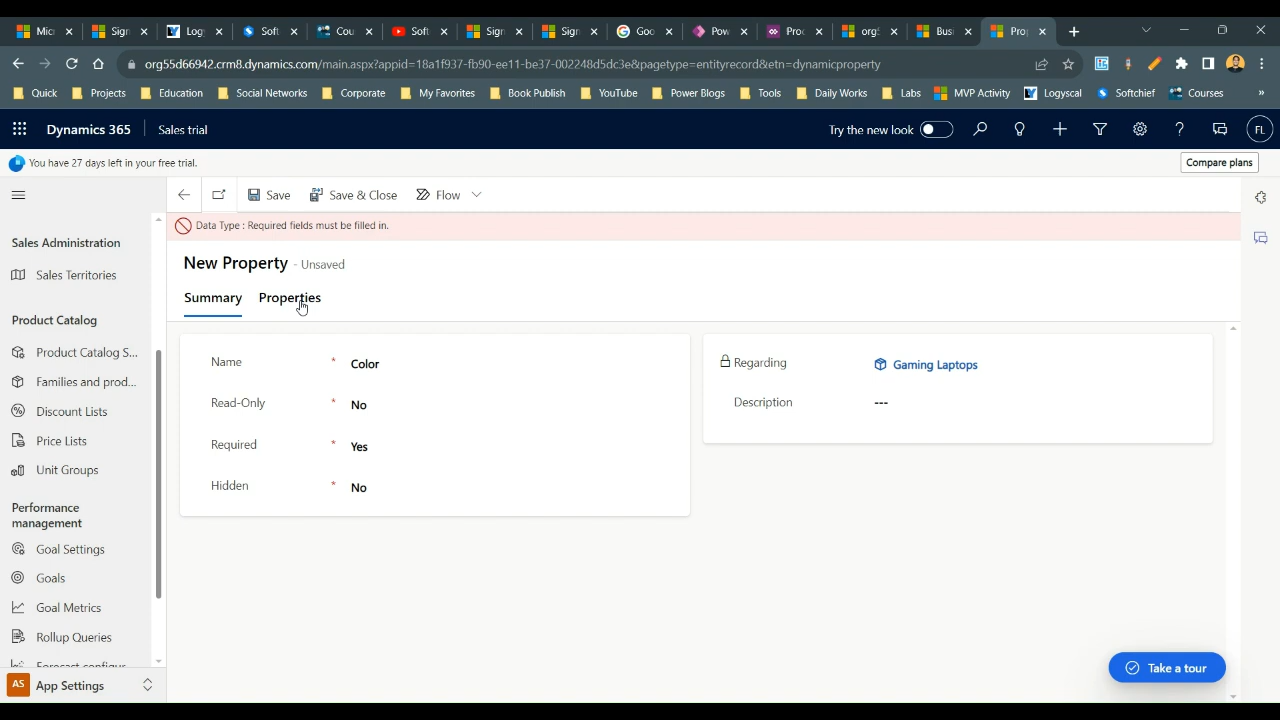 Mic Sign Log Soft Cou Soft Sign Sign Goo Pow Pro org Busi Pro
org55d66942.crm8.dynamics.com/main.aspx?appid=18a1f937-fb90-ee11-be37-002248d5dc3e&pagetype=entityrecord&etn=dynamicproperty
Quick Projects Education Social Networks Corporate My Favorites Book Publish YouTube Power Blogs Tools Daily Works Labs MVP Activity Logyscal Softchief Courses »
Dynamics 365 Sales trial Try the new look FL
You have 27 days left in your free trial. Compare plans
Save Save & Close Flow
Data Type : Required fields must be filled in.
Sales Administration
New Property - Unsaved
Sales Territories
Summary Properties
Product Catalog
Product Catalog S...
Families and prod...
Discount Lists
Price Lists
Unit Groups
Performance
management
Goal Settings
Goals
Goal Metrics
Rollup Queries
Forecast configur
AS App Settings
Name * Color
Read-Only * No
Required * Yes
Hidden * No
Regarding Gaming Laptops
Description ---
Take a tour